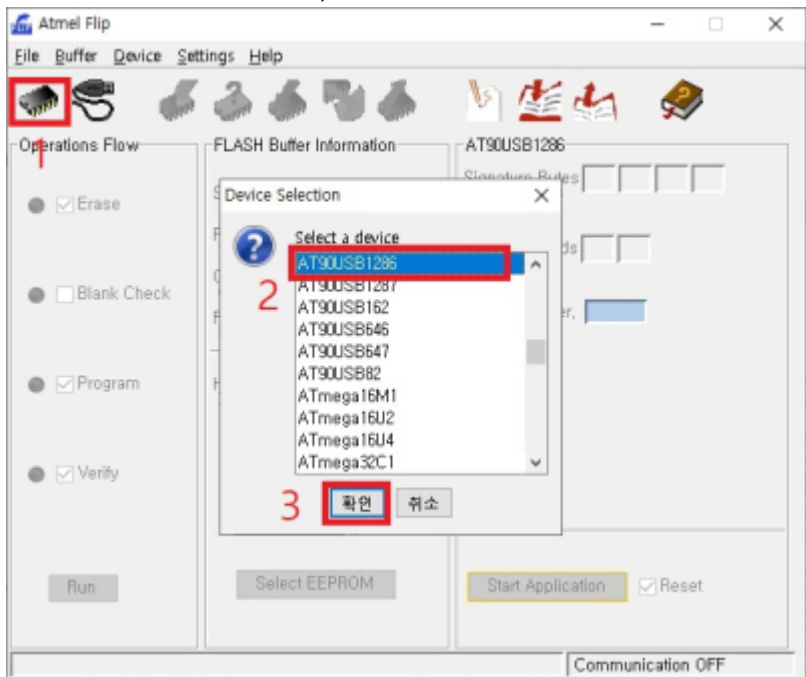 Atmel Flip
File Buffer Device Settings Help
1
Operations Flow
FLASH Buffer Information
AT90USB1286
Signature Bytes
Erase
Device Selection
Select a device
2
AT90USB1286
AT90USB1287
AT90USB162
AT90USB646
AT90USB647
AT90USB82
ATmega16M1
ATmega16U2
ATmega16U4
ATmega32C1
Blank Check
Program
Verify
3
확인 취소
Run
Select EEPROM
Start Application
Reset
Communication OFF